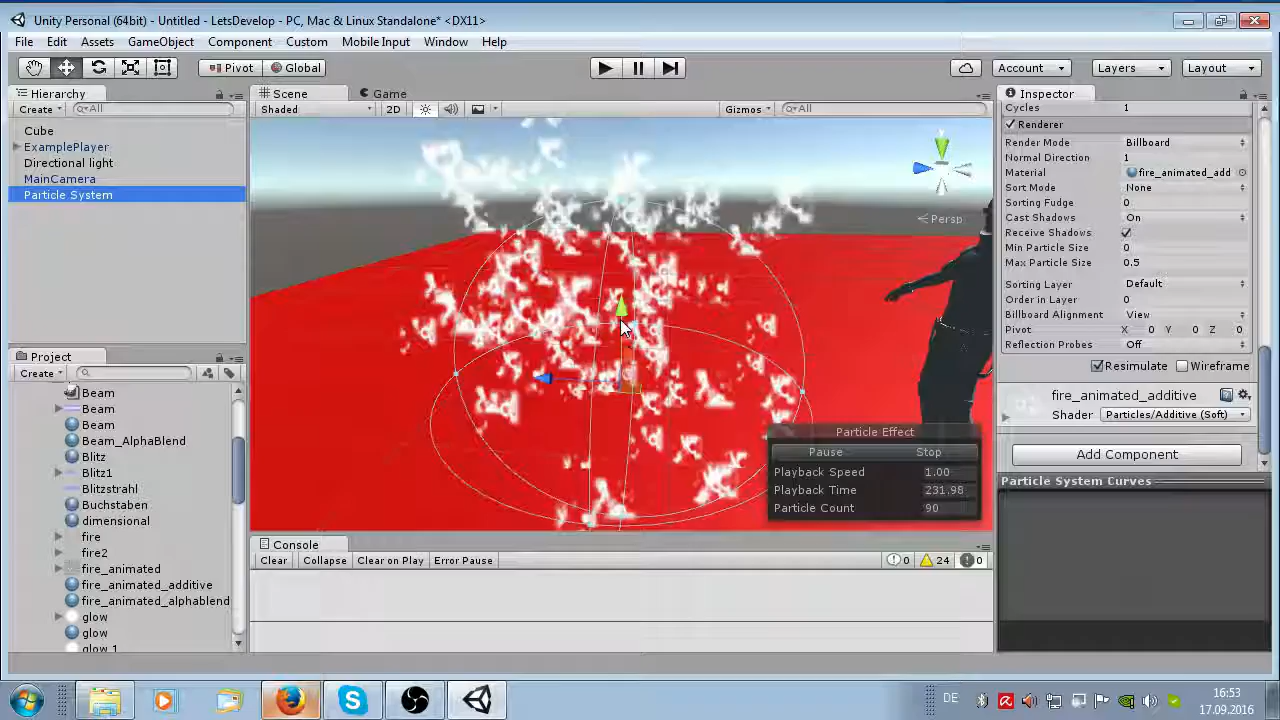 Unity Personal (64bit) - Untitled - LetsDevelop - PC, Mac & Linux Standalone* <DX11>
File Edit Assets GameObject Component Custom Mobile Input Window Help
Pivot Global Account Layers Layout
Hierarchy
Create All
Cube
ExamplePlayer
Directional light
MainCamera
Particle System
Project
Create
Beam
Beam
Beam
Beam_AlphaBlend
Blitz
Blitz1
Blitzstrahl
Buchstaben
dimensional
fire
fire2
fire_animated
fire_animated_additive
fire_animated_alphablend
glow
glow
glow 1
Scene Game
Shaded 2D Gizmos All
Persp
Particle Effect
Pause Stop
Playback Speed 1.00
Playback Time 231.98
Particle Count 90
Console
Clear Collapse Clear on Play Error Pause 0 24 0
Inspector
Cycles 1
Renderer
Render Mode Billboard
Normal Direction 1
Material fire_animated_add
Sort Mode None
Sorting Fudge 0
Cast Shadows On
Receive Shadows
Min Particle Size 0
Max Particle Size 0.5
Sorting Layer Default
Order in Layer 0
Billboard Alignment View
Pivot X 0 Y 0 Z 0
Reflection Probes Off
Resimulate Wireframe
fire_animated_additive
Shader Particles/Additive (Soft)
Add Component
Particle System Curves
DE
16:53
17.09.2016